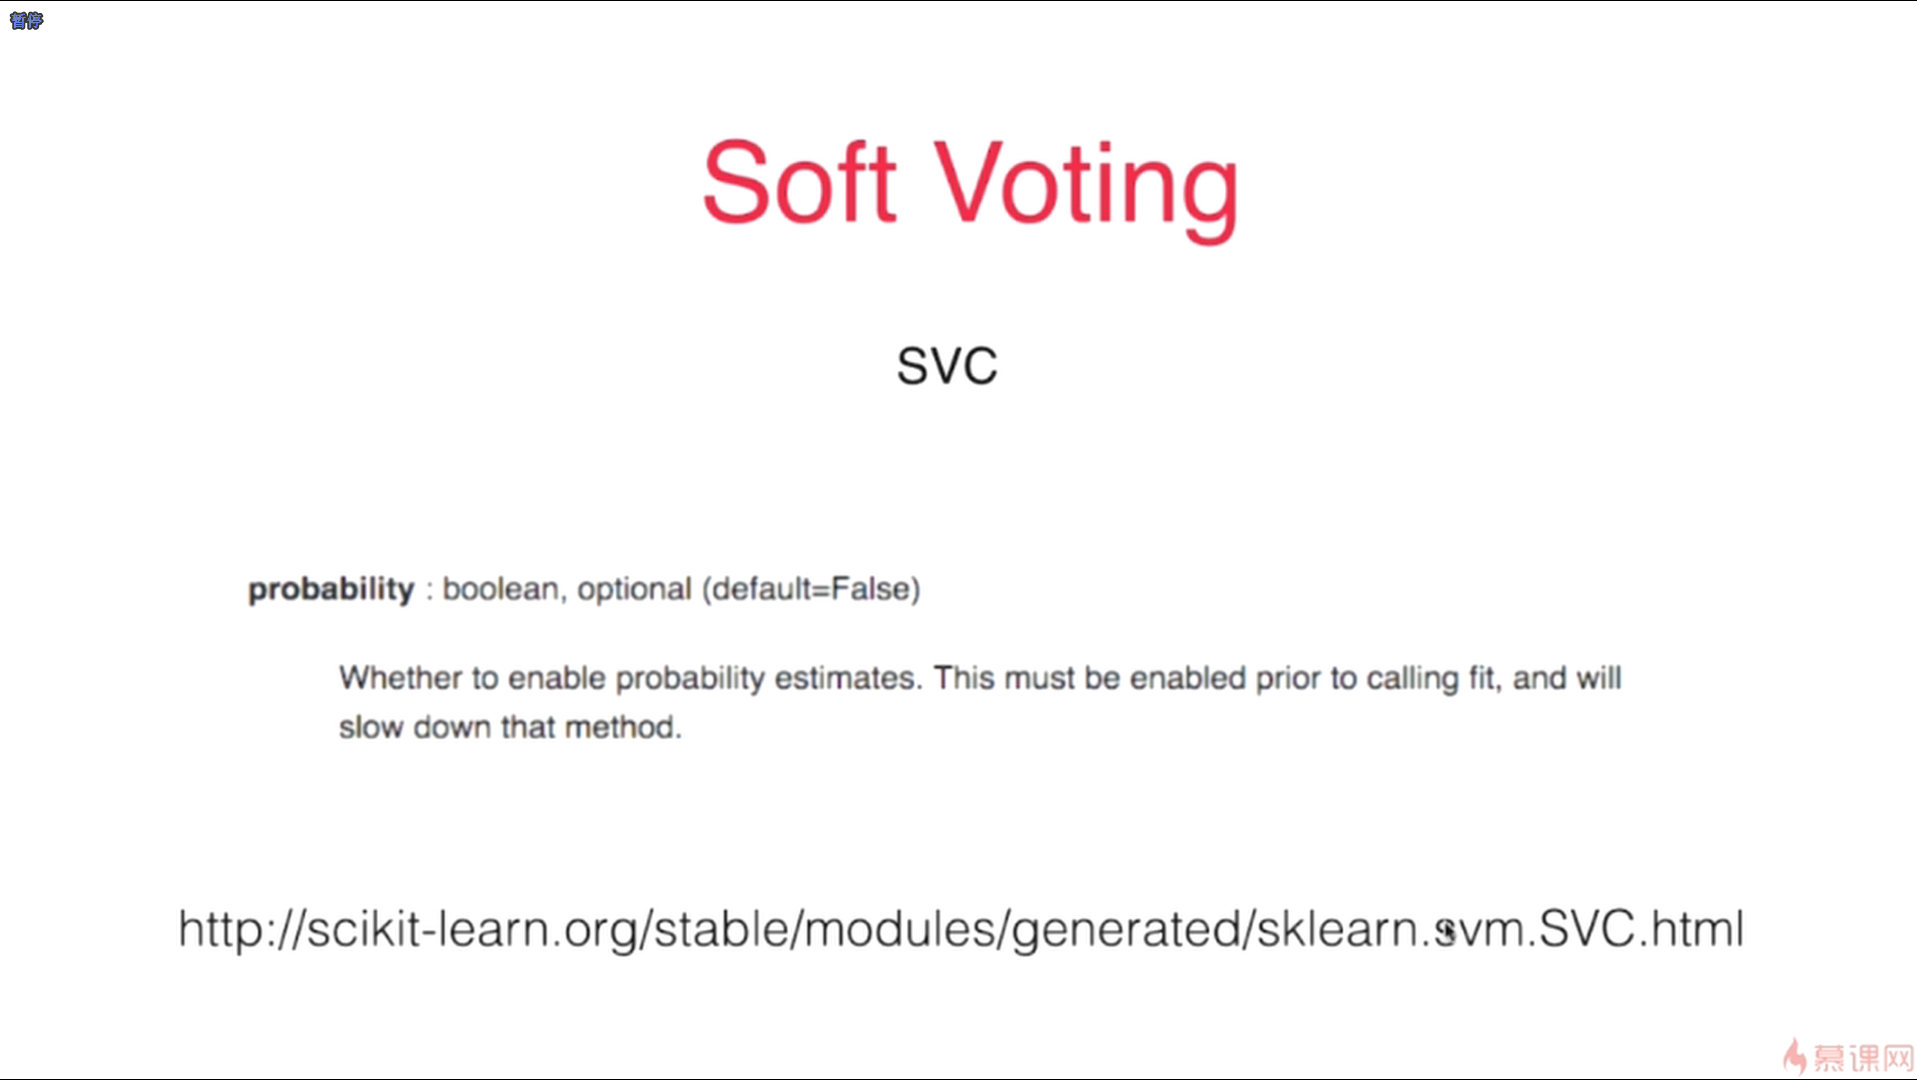 暂停
Soft Voting
SVC
probability : boolean, optional (default=False)
Whether to enable probability estimates. This must be enabled prior to calling fit, and will
slow down that method.
http://scikit-learn.org/stable/modules/generated/sklearn.svm.SVC.html
慕课网